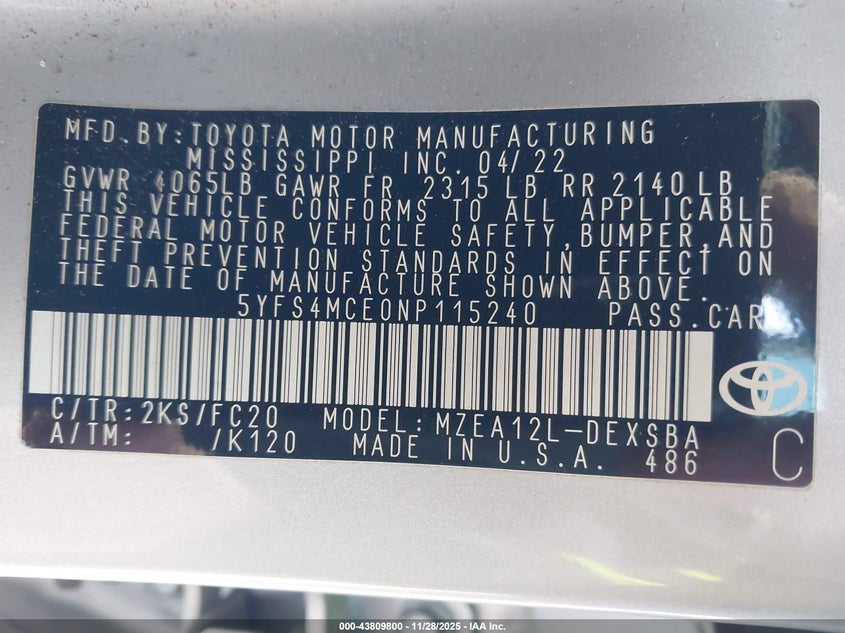 MFD.BY:TOYOTA MOTOR MANUFACTURING
MISSISSIPPI INC. 04/22
GVWR 4065LB GAWR FR 2315 LB RR 2140 LB
THIS VEHICLE CONFORMS TO ALL APPLICABLE
FEDERAL MOTOR VEHICLE SAFETY,BUMPER,AND
THEFT PREVENTION STANDARDS IN EFFECT ON
THE DATE OF MANUFACTURE SHOWN ABOVE.
5YFS4MCE0NP115240 PASS.CAR
C/TR:2KS/FC20 MODEL:MZEA12L-DEXSBA
A/TM: /K120 MADE IN U.S.A. 486
C
000-43809800 - 11/28/2025 - IAA Inc.